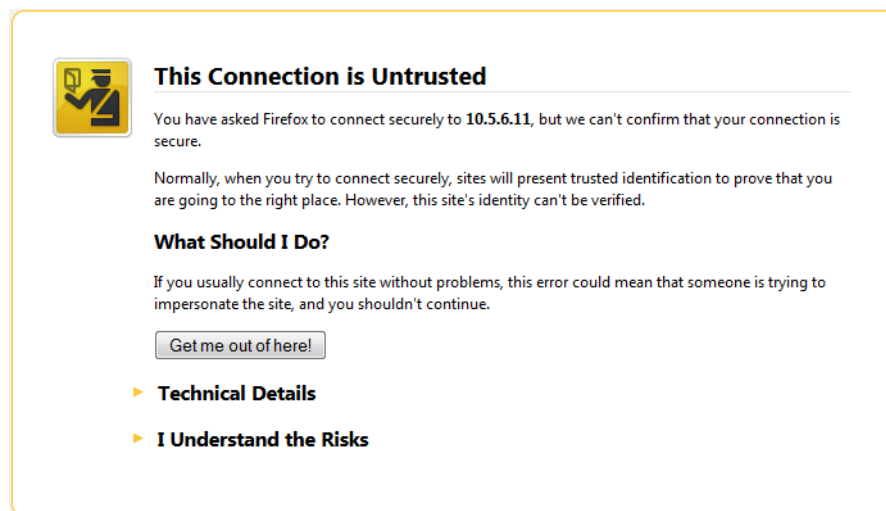 This Connection is Untrusted
You have asked Firefox to connect securely to 10.5.6.11, but we can't confirm that your connection is
secure.
Normally, when you try to connect securely, sites will present trusted identification to prove that you
are going to the right place. However, this site's identity can't be verified.
What Should I Do?
If you usually connect to this site without problems, this error could mean that someone is trying to
impersonate the site, and you shouldn't continue.
Get me out of here!
Technical Details
I Understand the Risks